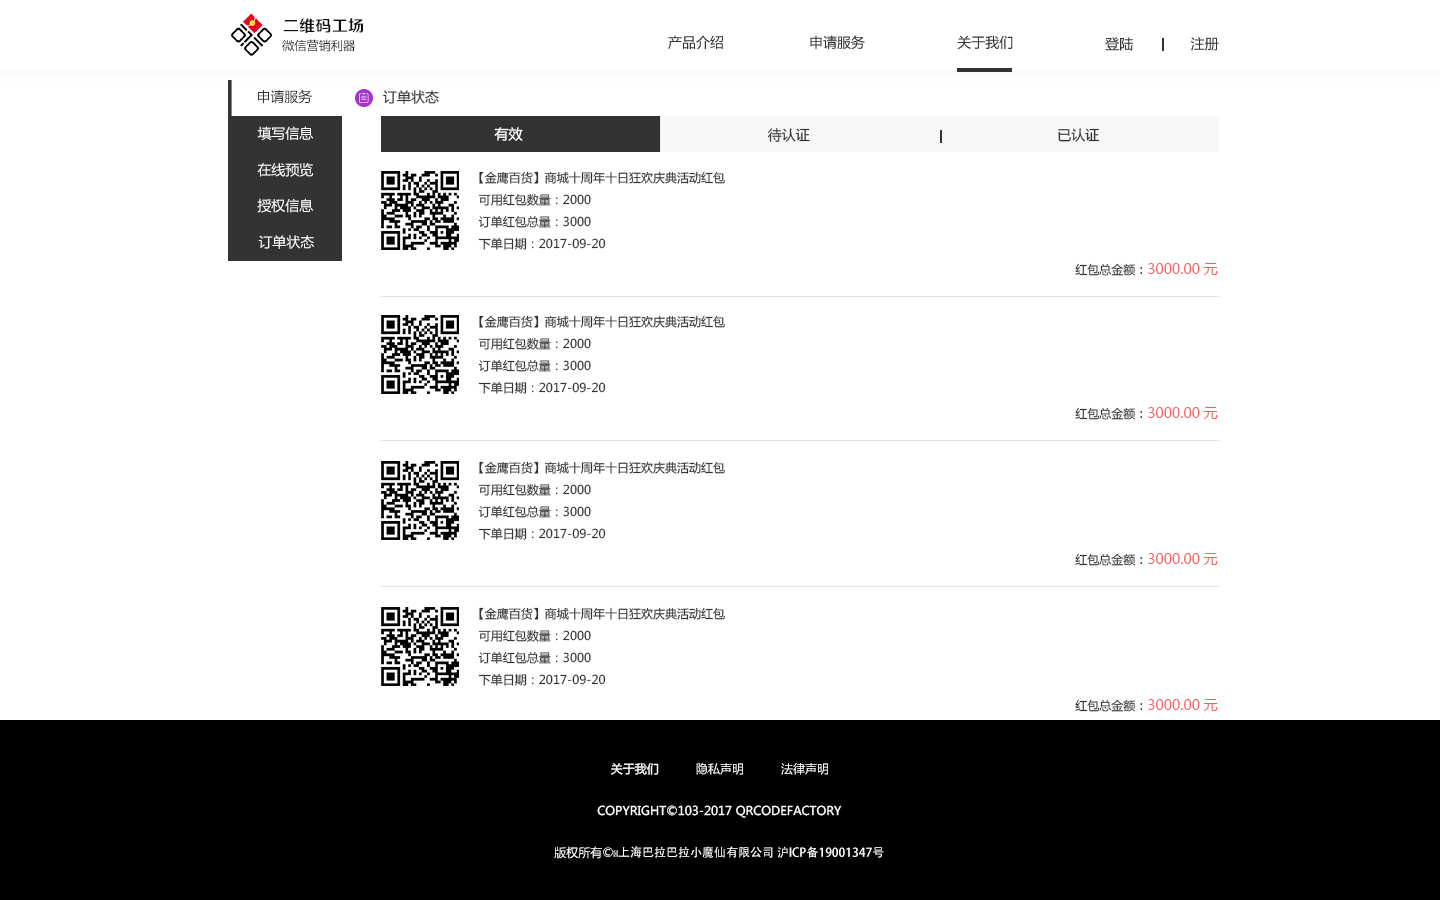 二维码工场
微信营销利器
产品介绍 申请服务 关于我们 登陆 | 注册
申请服务
填写信息
在线预览
授权信息
订单状态
订单状态
有效 待认证 | 已认证
【金鹰百货】商城十周年十日狂欢庆典活动红包
可用红包数量：2000
订单红包总量：3000
下单日期：2017-09-20
红包总金额：3000.00 元
【金鹰百货】商城十周年十日狂欢庆典活动红包
可用红包数量：2000
订单红包总量：3000
下单日期：2017-09-20
红包总金额：3000.00 元
【金鹰百货】商城十周年十日狂欢庆典活动红包
可用红包数量：2000
订单红包总量：3000
下单日期：2017-09-20
红包总金额：3000.00 元
【金鹰百货】商城十周年十日狂欢庆典活动红包
可用红包数量：2000
订单红包总量：3000
下单日期：2017-09-20
红包总金额：3000.00 元
关于我们 隐私声明 法律声明
COPYRIGHT©103-2017 QRCODEFACTORY
版权所有©上海巴拉巴拉小魔仙有限公司 沪ICP备19001347号